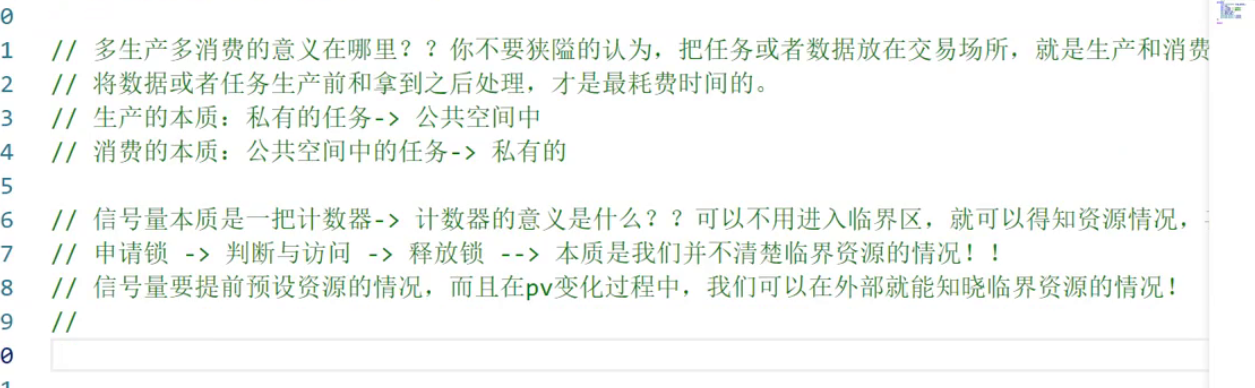 0
1 // 多生产多消费的意义在哪里？？你不要狭隘的认为，把任务或者数据放在交易场所，就是生产和消费
2 // 将数据或者任务生产前和拿到之后处理，才是最耗费时间的。
3 // 生产的本质：私有的任务-> 公共空间中
4 // 消费的本质：公共空间中的任务-> 私有的
5
6 // 信号量本质是一把计数器-> 计数器的意义是什么？？可以不用进入临界区，就可以得知资源情况，
7 // 申请锁 -> 判断与访问 -> 释放锁 --> 本质是我们并不清楚临界资源的情况！！
8 // 信号量要提前预设资源的情况，而且在pv变化过程中，我们可以在外部就能知晓临界资源的情况！
9 //
0
1